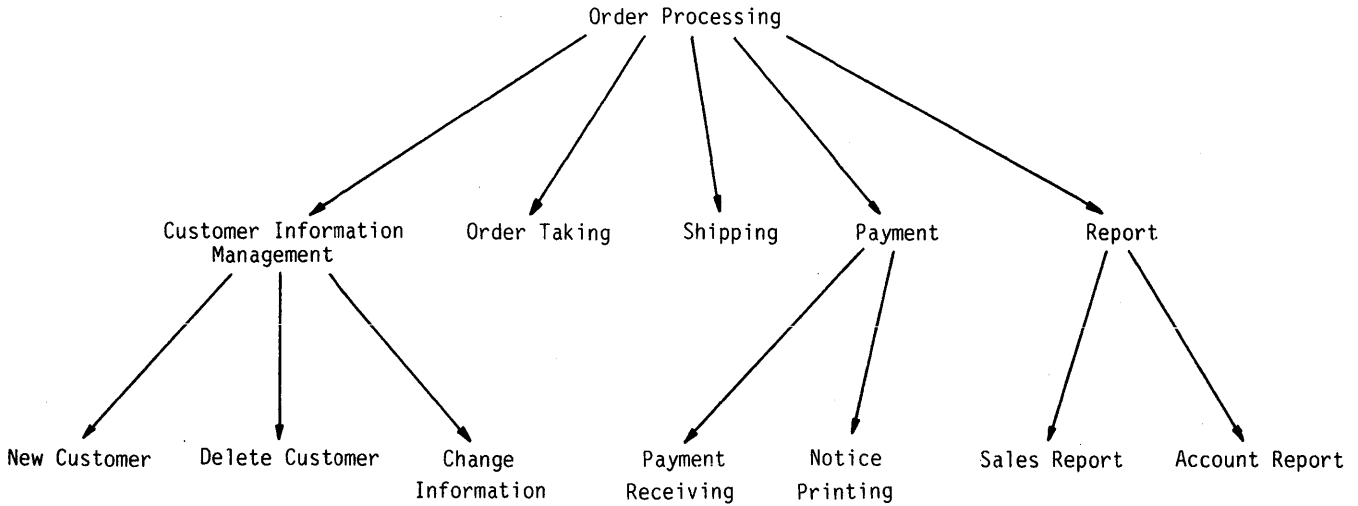 Order Processing
Customer Information
Management
Order Taking
Shipping
Payment
Report
New Customer
Delete Customer
Change
Information
Payment
Receiving
Notice
Printing
Sales Report
Account Report